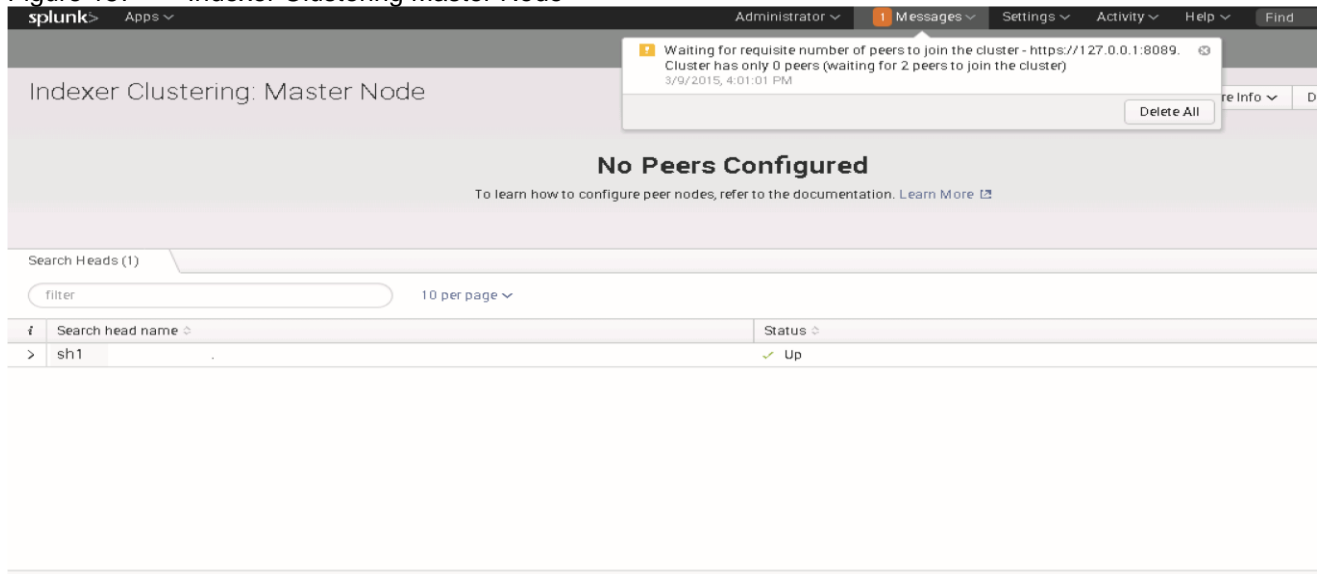 splunk> Apps Administrator 1 Messages Settings Activity Help Find
Waiting for requisite number of peers to join the cluster - https://127.0.0.1:8089.
Cluster has only 0 peers (waiting for 2 peers to join the cluster)
3/9/2015, 4:01:01 PM
Delete All
Indexer Clustering: Master Node
re Info D
No Peers Configured
To learn how to configure peer nodes, refer to the documentation. Learn More
Search Heads (1)
filter 10 per page
i Search head name Status
> sh1 Up